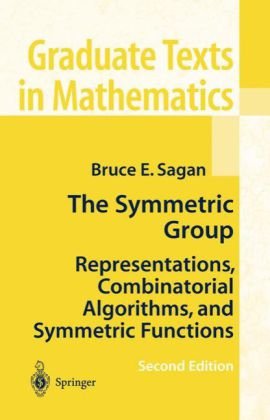 Graduate Texts
in Mathematics
Bruce E. Sagan
The Symmetric
Group
Representations,
Combinatorial
Algorithms, and
Symmetric Functions
Second Edition
Springer